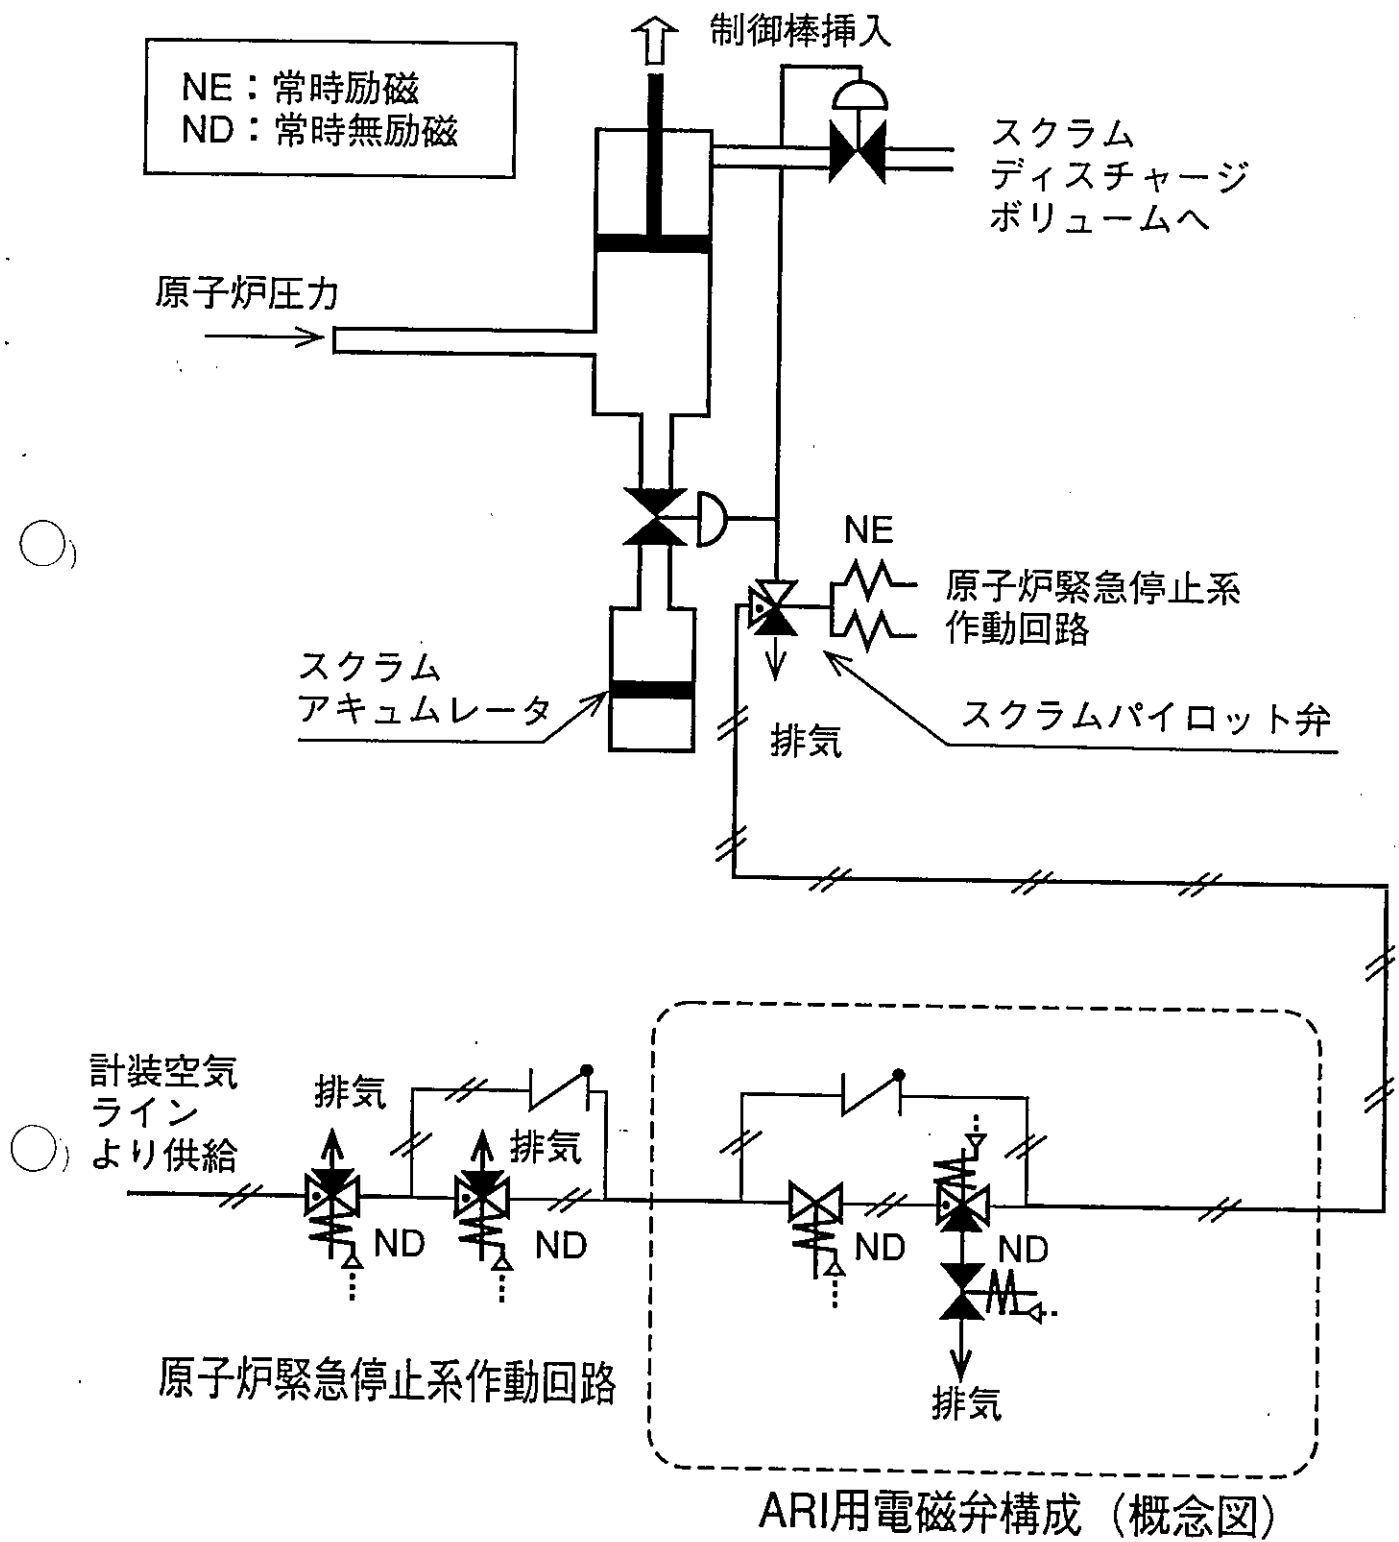 制御棒挿入
NE：常時励磁
ND：常時無励磁
スクラム
ディスチャージ
ボリュームへ
原子炉圧力
NE
原子炉緊急停止系
作動回路
スクラム
アキュムレータ
スクラムパイロット弁
排気
計装空気
ライン
より供給
排気
排気
ND
ND
ND
ND
原子炉緊急停止系作動回路
排気
ARI用電磁弁構成（概念図）